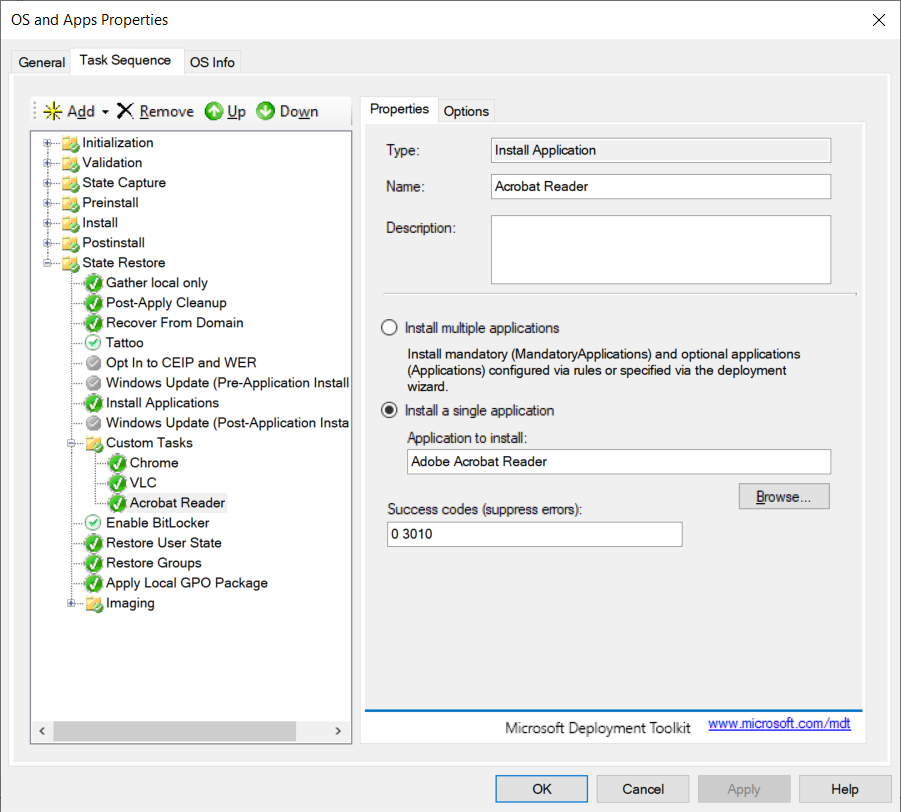 OS and Apps Properties
General
Task Sequence
OS Info
Add
Remove
Up
Down
Initialization
Validation
State Capture
Preinstall
Install
Postinstall
State Restore
Gather local only
Post-Apply Cleanup
Recover From Domain
Tattoo
Opt In to CEIP and WER
Windows Update (Pre-Application Install
Install Applications
Windows Update (Post-Application Insta
Custom Tasks
Chrome
VLC
Acrobat Reader
Enable BitLocker
Restore User State
Restore Groups
Apply Local GPO Package
Imaging
Properties
Options
Type:
Install Application
Name:
Acrobat Reader
Description:
Install multiple applications
Install mandatory (MandatoryApplications) and optional applications
(Applications) configured via rules or specified via the deployment
wizard.
Install a single application
Application to install:
Adobe Acrobat Reader
Browse...
Success codes (suppress errors):
0 3010
Microsoft Deployment Toolkit
www.microsoft.com/mdt
OK
Cancel
Apply
Help